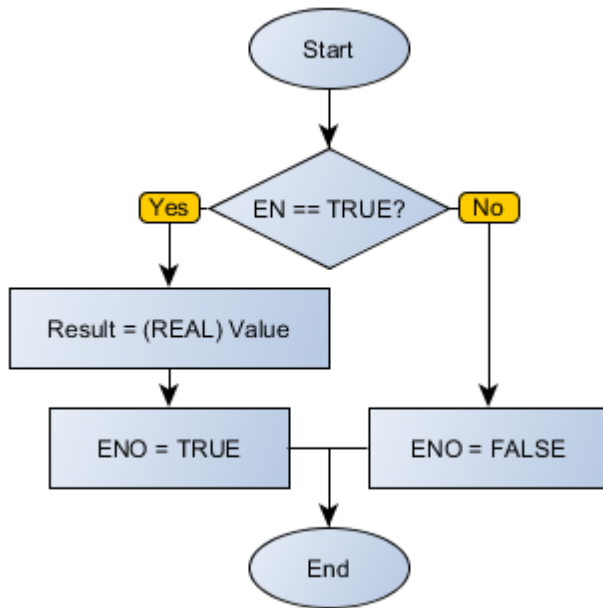 Start
EN == TRUE?
Yes
No
Result = (REAL) Value
ENO = TRUE
ENO = FALSE
End